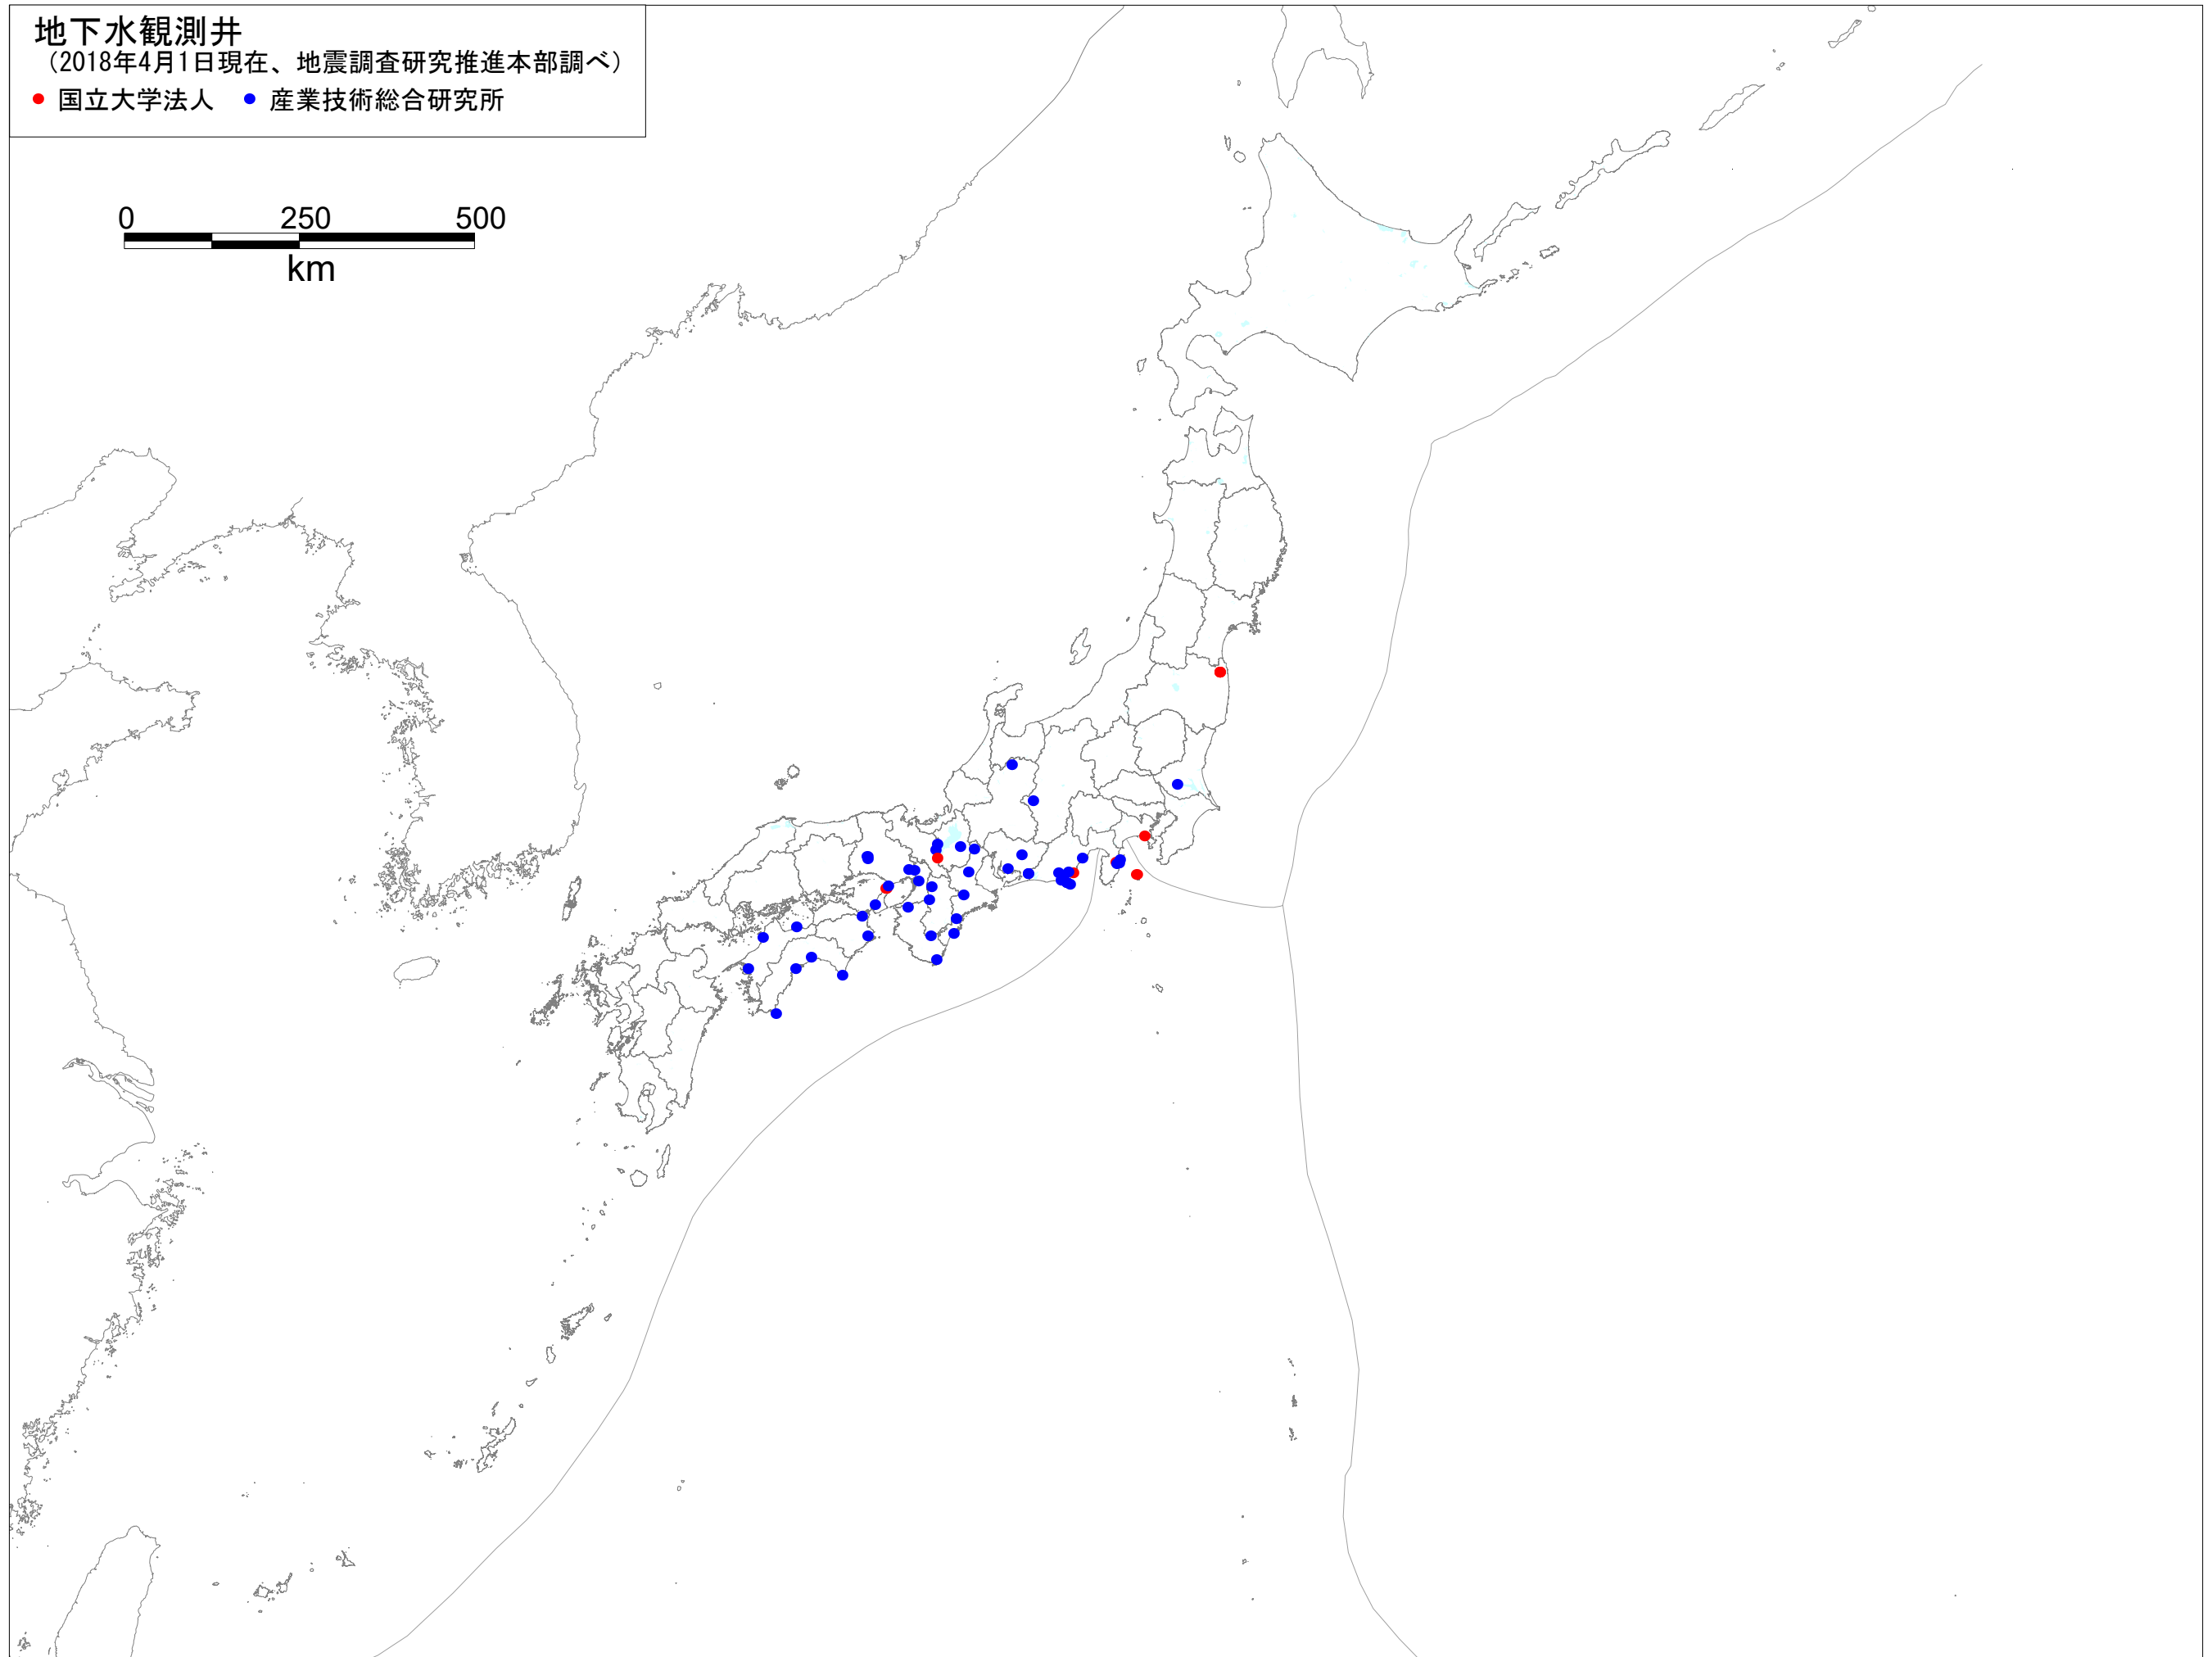 地下水観測井
（2018年4月1日現在、地震調査研究推進本部調べ）
● 国立大学法人 ● 産業技術総合研究所
0 250 500
km